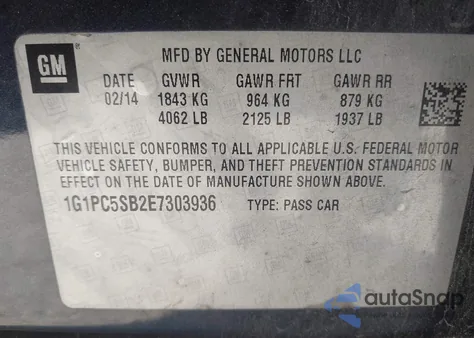 GM
MFD BY GENERAL MOTORS LLC
DATE GVWR GAWR FRT GAWR RR
02/14 1843 KG 964 KG 879 KG
4062 LB 2125 LB 1937 LB
THIS VEHICLE CONFORMS TO ALL APPLICABLE U.S. FEDERAL MOTOR
VEHICLE SAFETY, BUMPER, AND THEFT PREVENTION STANDARDS IN
EFFECT ON THE DATE OF MANUFACTURE SHOWN ABOVE.
1G1PC5SB2E7303936 TYPE: PASS CAR
autoSnap